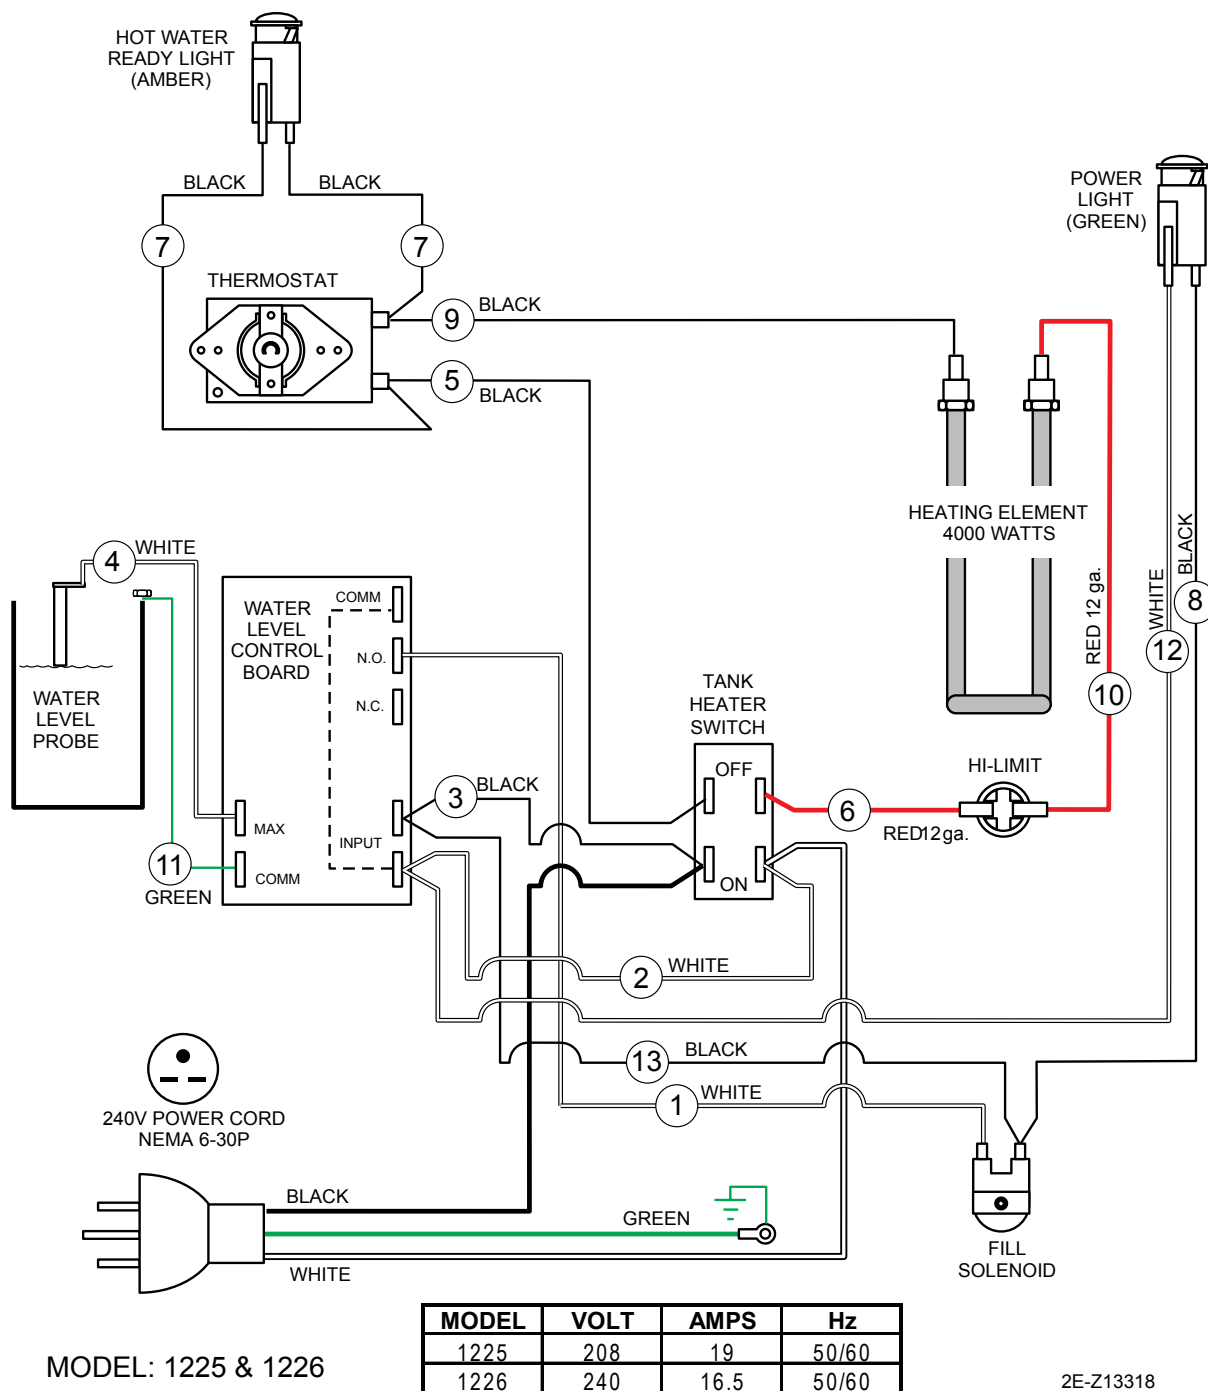 HOT WATER
READY LIGHT
(AMBER)
BLACK
BLACK
7
7
POWER
LIGHT
(GREEN)
THERMOSTAT
9
BLACK
5
BLACK
HEATING ELEMENT
4000 WATTS
4
WHITE
WATER
LEVEL
PROBE
WATER
LEVEL
CONTROL
BOARD
COMM
N.O.
N.C.
MAX
INPUT
COMM
11
GREEN
3
BLACK
TANK
HEATER
SWITCH
OFF
ON
6
RED12ga.
HI-LIMIT
RED 12 ga.
10
WHITE
12
BLACK
8
2
WHITE
13
BLACK
1
WHITE
240V POWER CORD
NEMA 6-30P
BLACK
GREEN
WHITE
FILL
SOLENOID
MODEL VOLT AMPS Hz
1225 208 19 50/60
1226 240 16.5 50/60
MODEL: 1225 & 1226
2E-Z13318